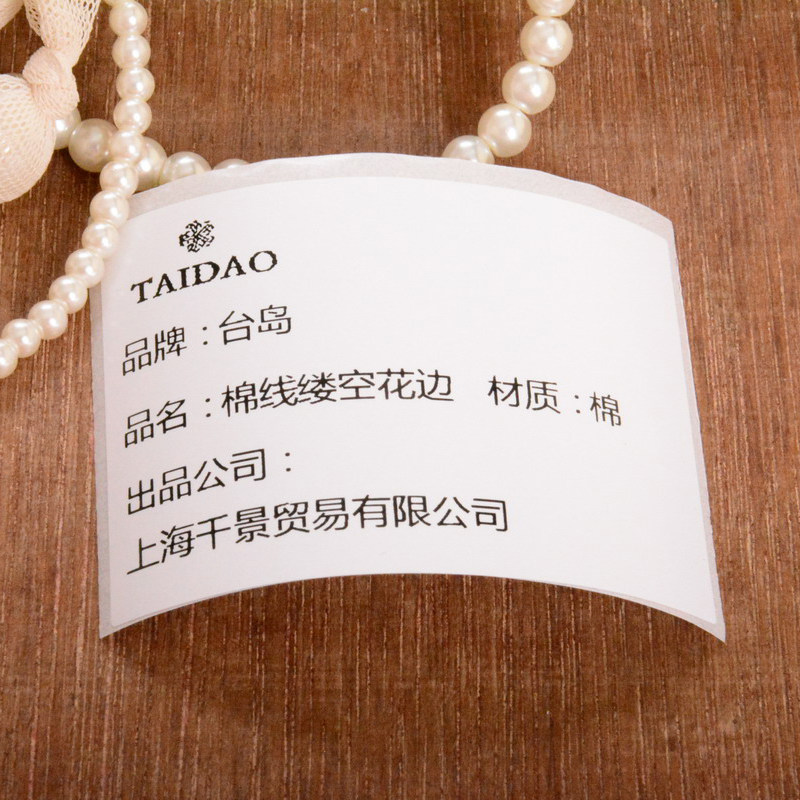 TAIDAO
品牌：台岛
品名：棉线缕空花边 材质：棉
出品公司：
上海千景贸易有限公司